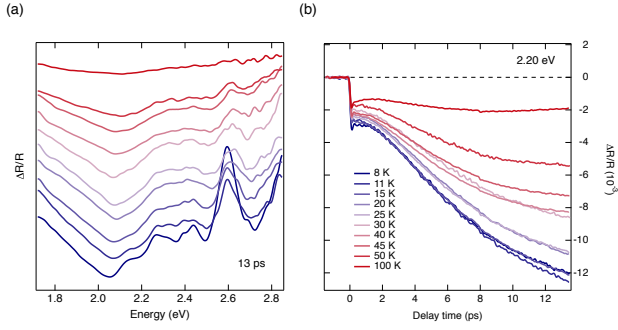 (a)
ΔR/R
13 ps
1.8 2.0 2.2 2.4 2.6 2.8
Energy (eV)
(b)
2.20 eV
0
-2
-4
-6
-8
-10
-12
ΔR/R (10⁻³)
8 K
11 K
15 K
20 K
25 K
30 K
40 K
45 K
50 K
100 K
0 2 4 6 8 10 12
Delay time (ps)